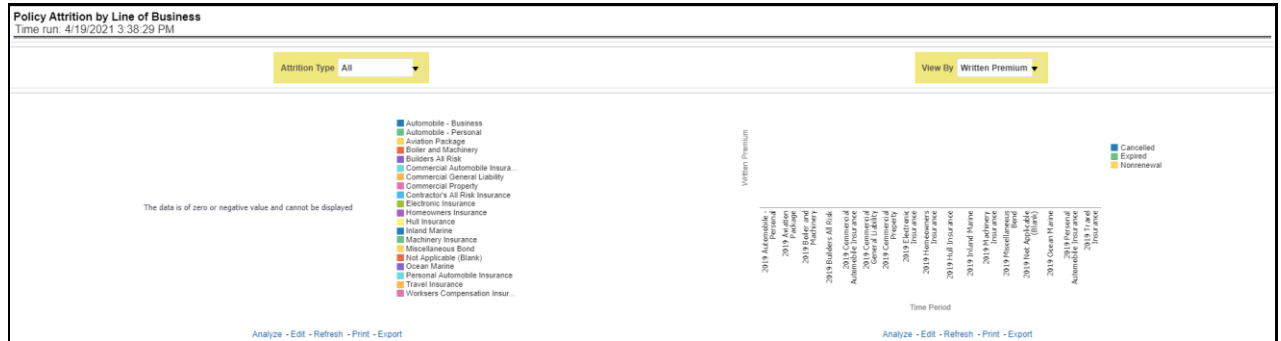 Policy Attrition by Line of Business
Time run: 4/19/2021 3:38:29 PM
Attrition Type All
View By Written Premium
The data is of zero or negative value and cannot be displayed
Automobile - Business
Automobile - Personal
Aviation Package
Boiler and Machinery
Builders All Risk
Commercial Automobile Insura...
Commercial General Liability
Commercial Property
Contractor's All Risk Insurance
Electronic Insurance
Homeowners Insurance
Hull Insurance
Inland Marine
Machinery Insurance
Miscellaneous Bond
Not Applicable (Blank)
Ocean Marine
Personal Automobile Insurance
Travel Insurance
Worksers Compensation Insur...
Analyze - Edit - Refresh - Print - Export
Written Premium
2019 Automobile -
Personal
2019 Aviation
Package
2019 Boiler and
Machinery
2019 Builders All Risk
2019 Commercial
Automobile Insurance
2019 Commercial
General Liability
2019 Commercial
Property
2019 Electronic
Insurance
2019 Homeowners
Insurance
2019 Hull Insurance
2019 Inland Marine
2019 Machinery
Insurance
2019 Miscellaneous
Bond
2019 Not Applicable
(Blank)
2019 Ocean Marine
2019 Personal
Automobile Insurance
2019 Travel
Insurance
Time Period
Cancelled
Expired
Nonrenewal
Analyze - Edit - Refresh - Print - Export